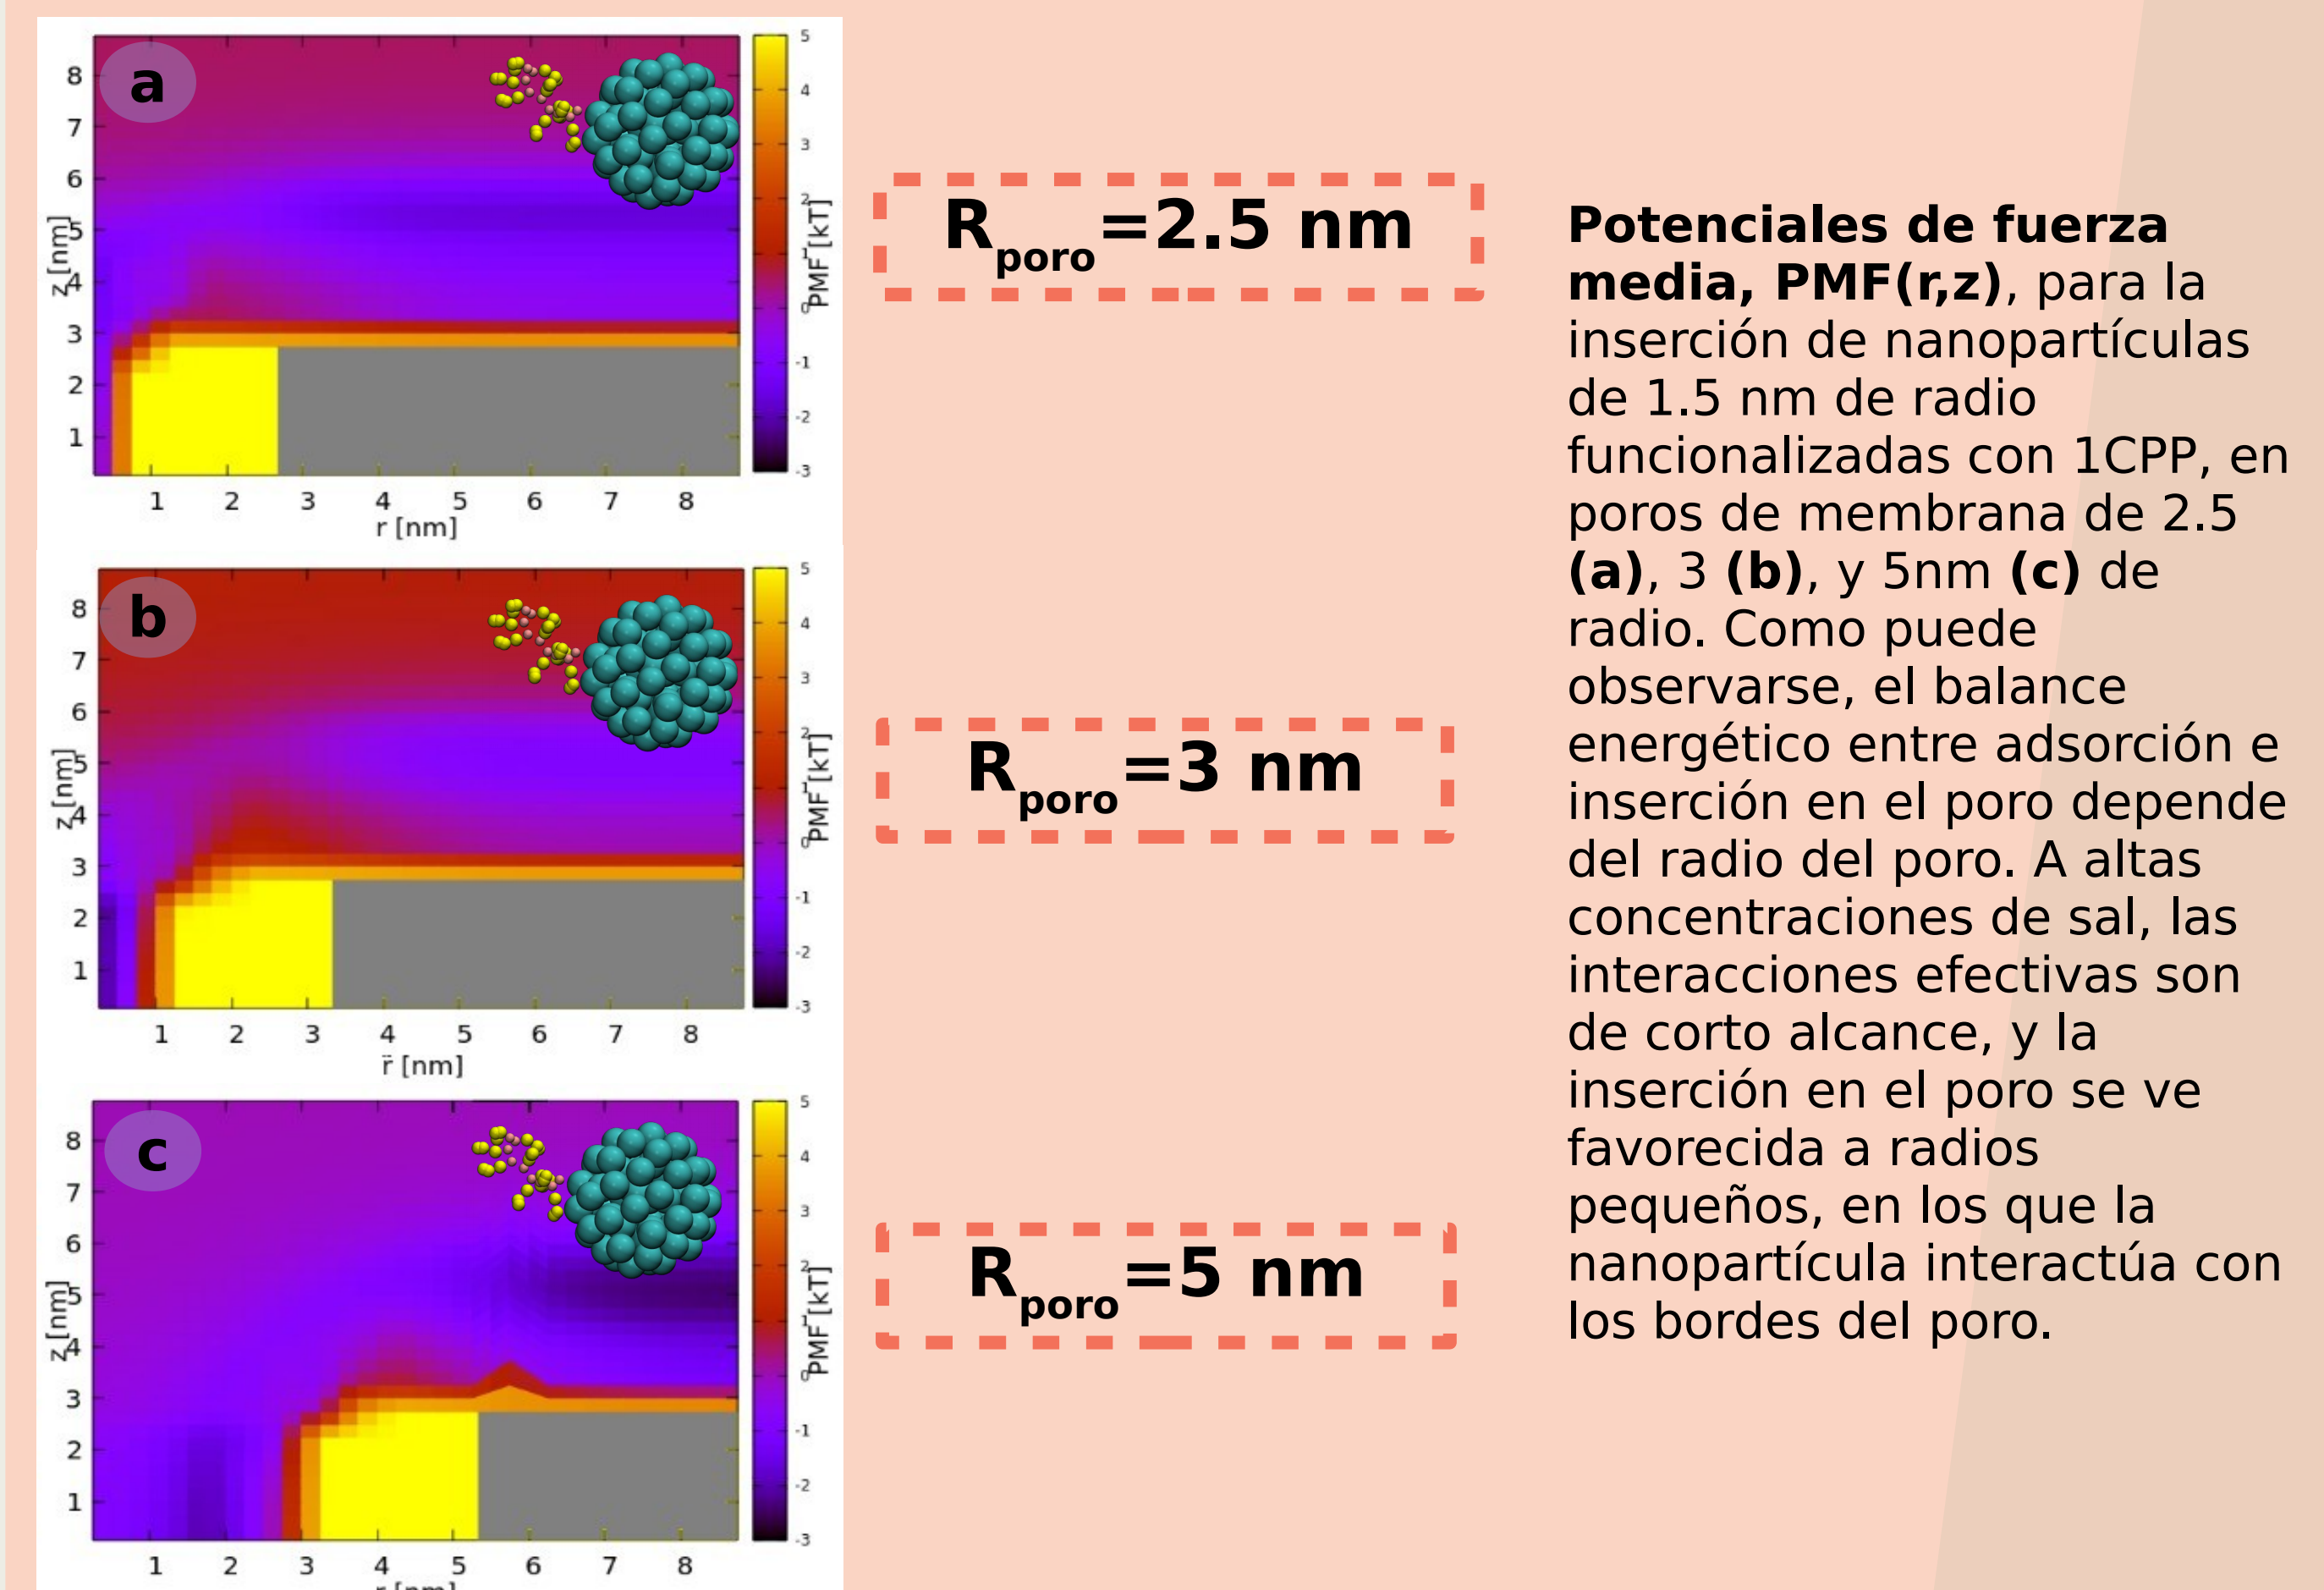 a
8
7
6
5
4
3
2
1
z [nm]
1 2 3 4 5 6 7 8
r [nm]
5
4
3
2
1
0
-1
-2
-3
PMF [kT]
R poro =2.5 nm
b
8
7
6
5
4
3
2
1
z [nm]
1 2 3 4 5 6 7 8
r [nm]
5
4
3
2
1
0
-1
-2
-3
PMF [kT]
R poro =3 nm
c
8
7
6
5
4
3
2
1
z [nm]
1 2 3 4 5 6 7 8
r [nm]
5
4
3
2
1
0
-1
-2
-3
PMF [kT]
R poro =5 nm
Potenciales de fuerza
media, PMF(r,z), para la
inserción de nanopartículas
de 1.5 nm de radio
funcionalizadas con 1CPP, en
poros de membrana de 2.5
(a), 3 (b), y 5nm (c) de
radio. Como puede
observarse, el balance
energético entre adsorción e
inserción en el poro depende
del radio del poro. A altas
concentraciones de sal, las
interacciones efectivas son
de corto alcance, y la
inserción en el poro se ve
favorecida a radios
pequeños, en los que la
nanopartícula interactúa con
los bordes del poro.